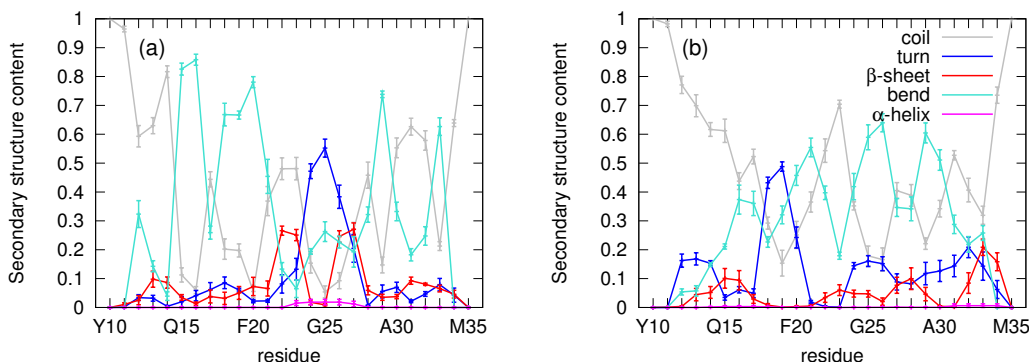 (a)
Secondary structure content
1
0.9
0.8
0.7
0.6
0.5
0.4
0.3
0.2
0.1
0
Y10 Q15 F20 G25 A30 M35
residue
(b)
coil
turn
β-sheet
bend
α-helix
Secondary structure content
1
0.9
0.8
0.7
0.6
0.5
0.4
0.3
0.2
0.1
0
Y10 Q15 F20 G25 A30 M35
residue